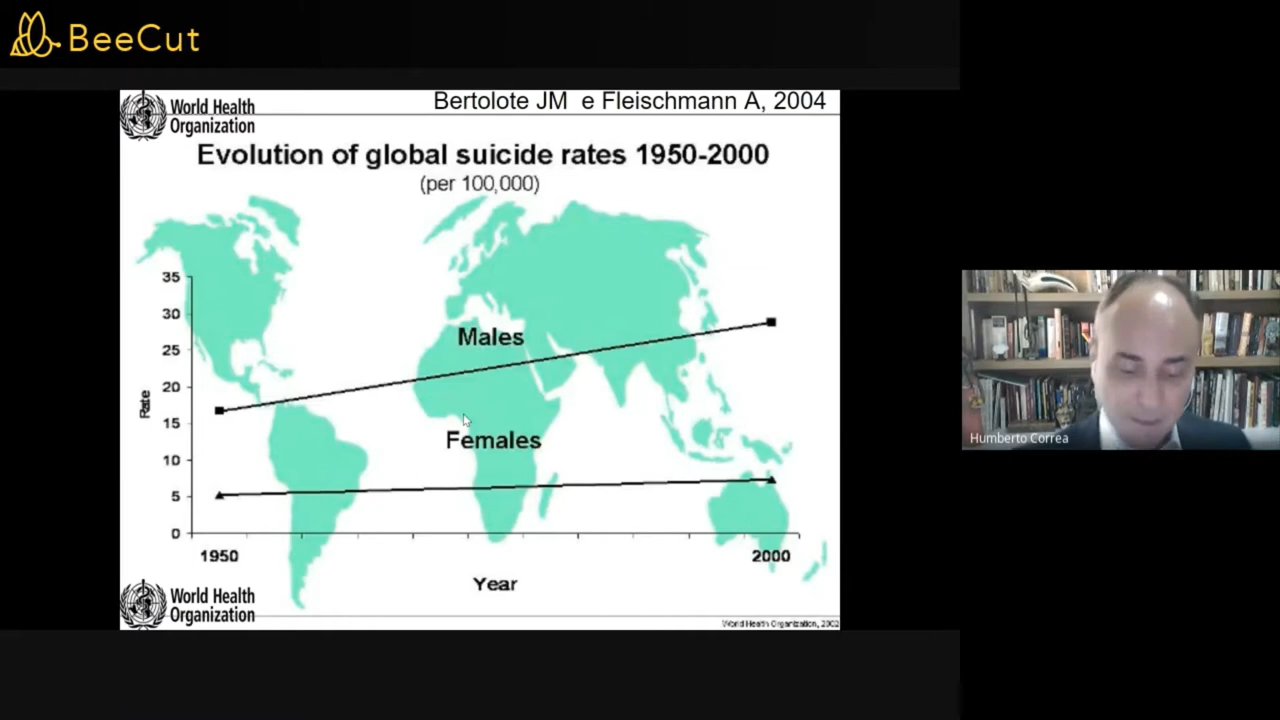 BeeCut
World Health
Organization
Bertolote JM e Fleischmann A, 2004
Evolution of global suicide rates 1950-2000
(per 100,000)
35
30
25
20
15
10
5
0
Rate
Males
Females
1950
2000
Year
World Health
Organization
World Health Organization, 2002
Humberto Correa